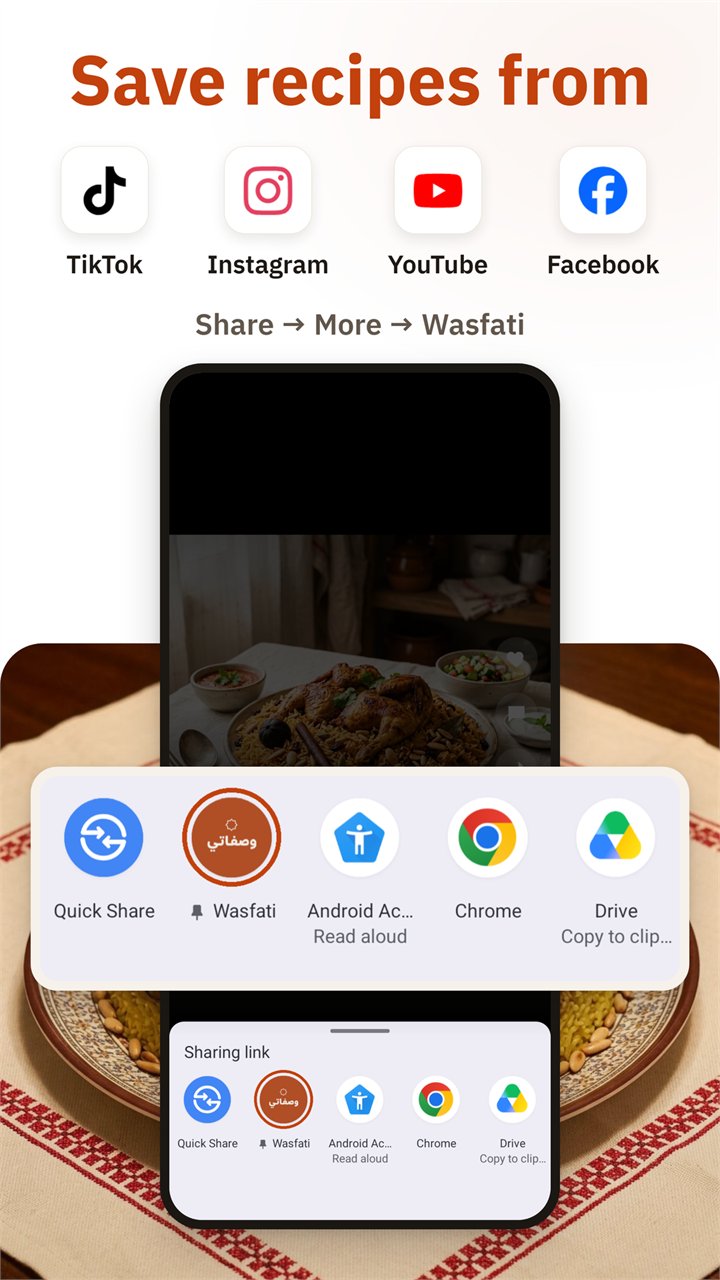 Save recipes from
TikTok
Instagram
YouTube
Facebook
Share → More → Wasfati
وصفاتي
Quick Share
Wasfati
Android Ac...
Chrome
Drive
Read aloud
Copy to clip...
Sharing link
وصفاتي
Quick Share
Wasfati
Android Ac...
Chrome
Drive
Read aloud
Copy to clip...